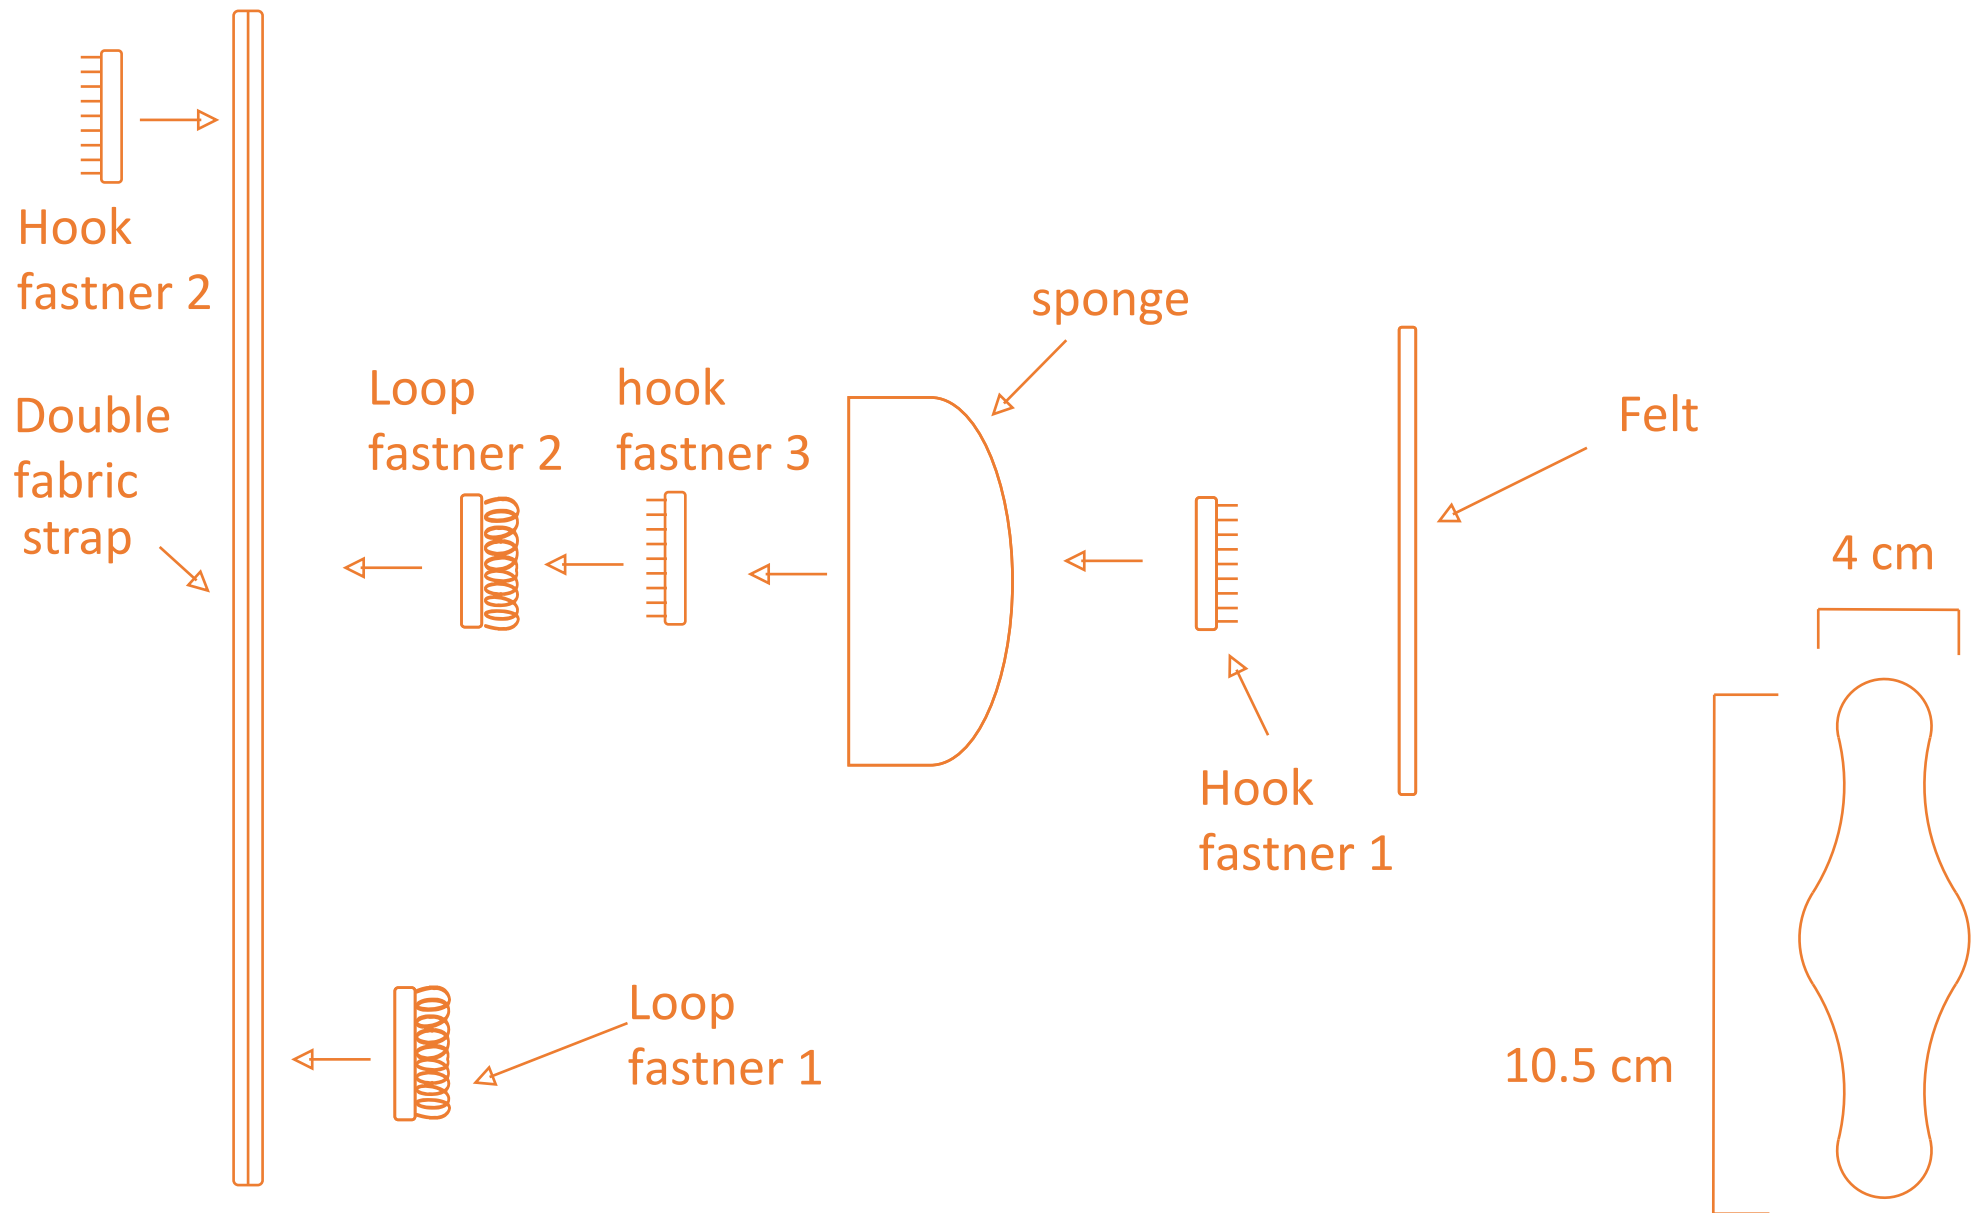 Hook
fastner 2
Double
fabric
strap
Loop
fastner 2
hook
fastner 3
sponge
Felt
Hook
fastner 1
Loop
fastner 1
4 cm
10.5 cm